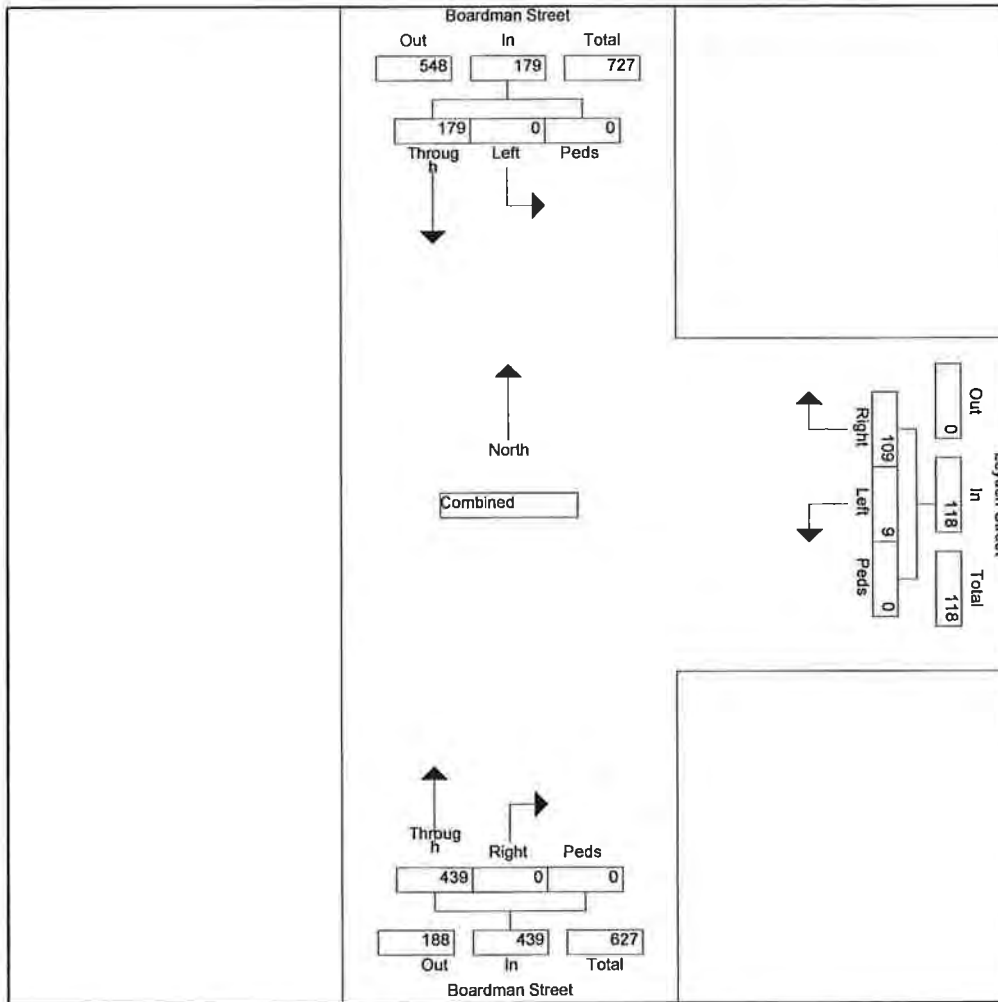 Boardman Street
Out In Total
548 179 727
179 0 0
Throug
h
Left Peds
North
Combined
Out In Total
0 118 118
109 9 0
Right Left Peds
Street
Throug
h
Right Peds
439 0 0
188 439 627
Out In Total
Boardman Street